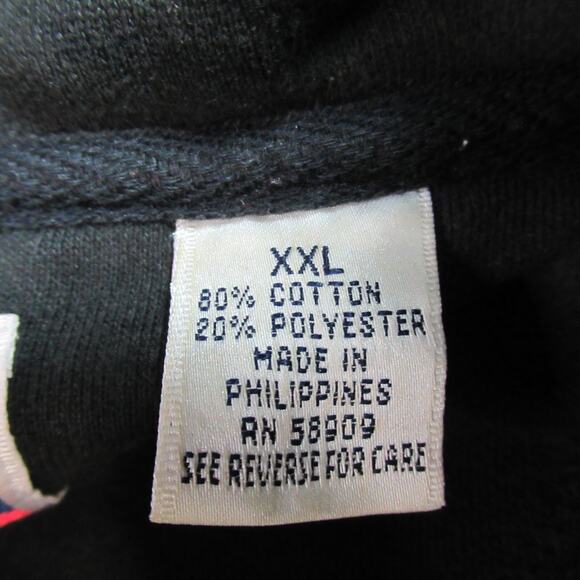 XXL
80% COTTON
20% POLYESTER
MADE IN
PHILIPPINES
RN 58909
SEE REVERSE FOR CARE